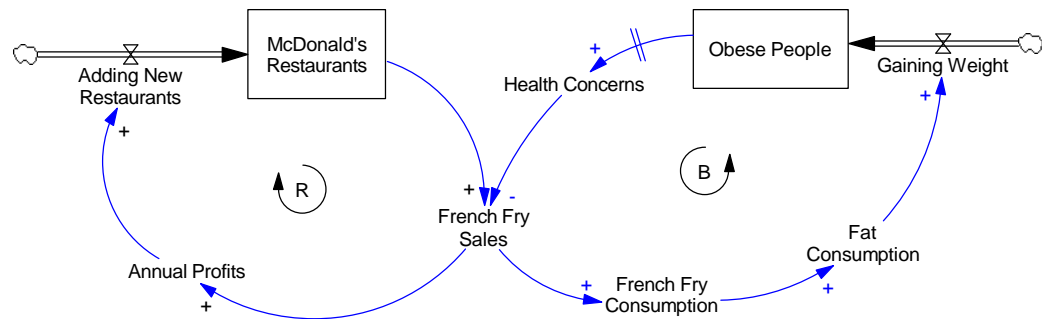 McDonald's
Restaurants
Obese People
Adding New
Restaurants
+
Health Concerns
Gaining Weight
+
+
R
B
+
-
French Fry
Sales
Fat
Consumption
Annual Profits
+
+
French Fry
Consumption
+